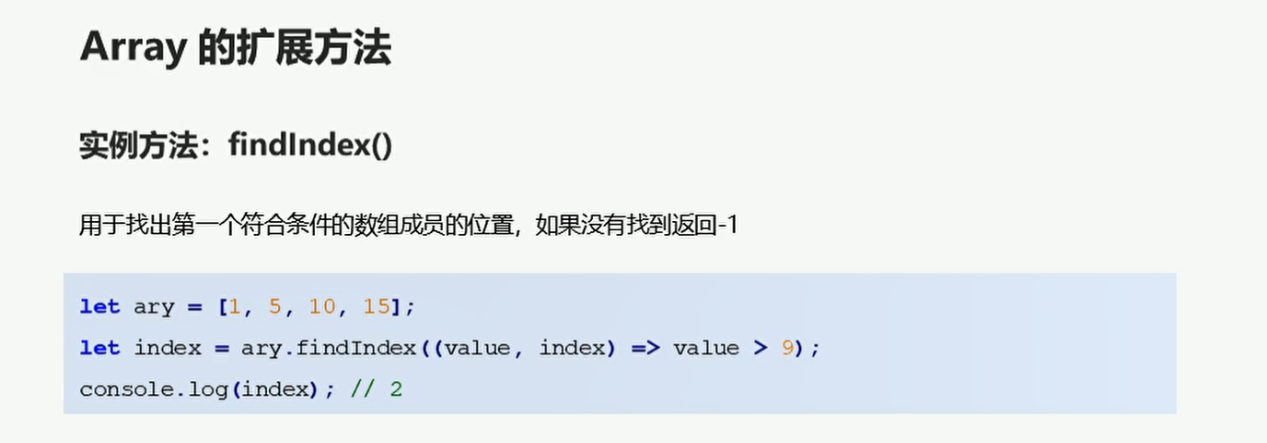 Array 的扩展方法
实例方法：findIndex()
用于找出第一个符合条件的数组成员的位置，如果没有找到返回-1
let ary = [1, 5, 10, 15];
let index = ary.findIndex((value, index) => value > 9);
console.log(index); // 2